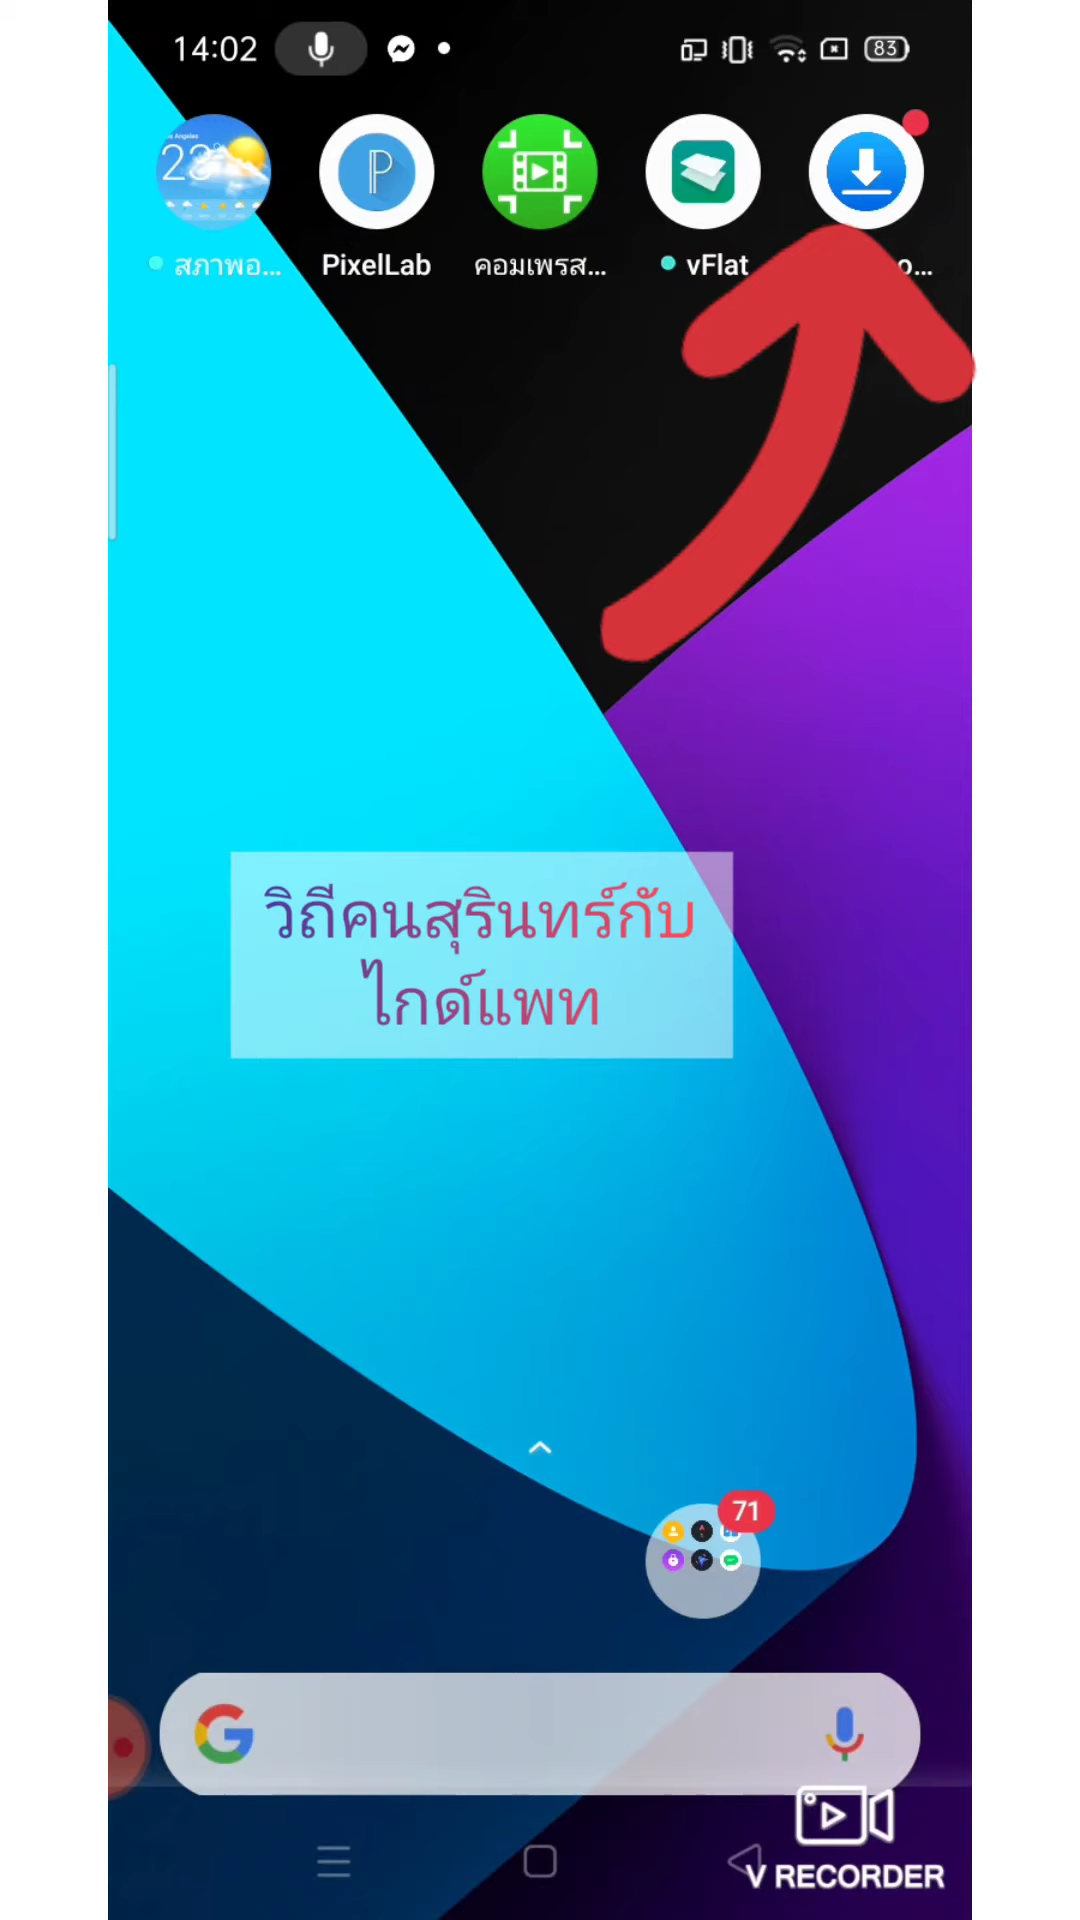 14:02
83
23°
สภาพอ...
PixelLab
คอมเพรส...
vFlat
o...
วิถีคนสุรินทร์กับ
ไกด์แพท
71
V RECORDER